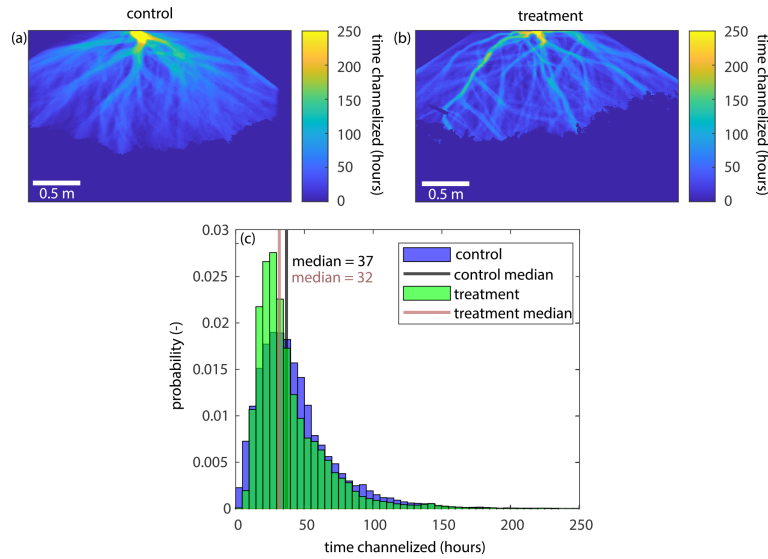 control
treatment
(a)
250
200
150
100
50
0
time channelized (hours)
0.5 m
(b)
250
200
150
100
50
0
time channelized (hours)
0.5 m
(c)
0.03
0.025
0.02
0.015
0.01
0.005
0
probability (-)
median = 37
median = 32
control
control median
treatment
treatment median
0
50
100
150
200
250
time channelized (hours)